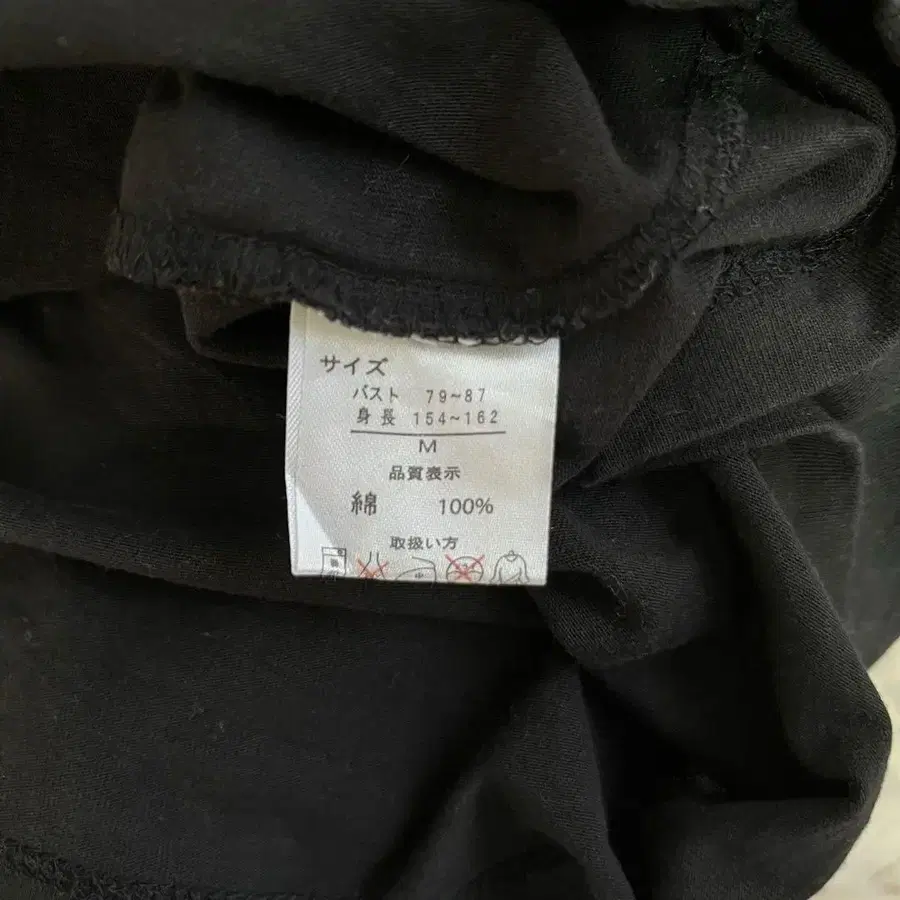 サイズ
バスト 79~87
身長 154~162
M
品質表示
綿 100%
取扱い方
中